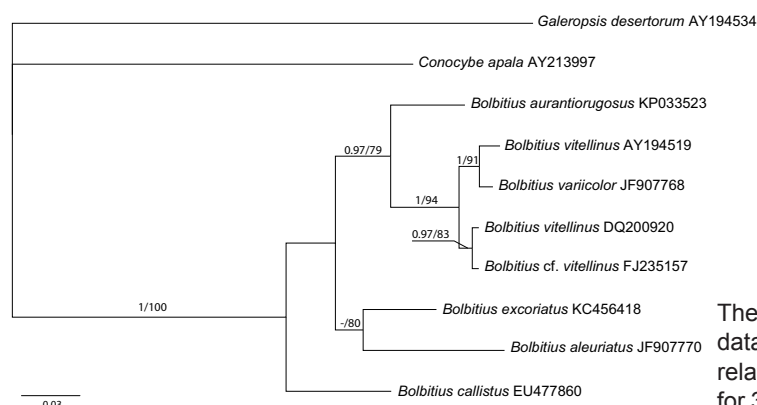 Galeropsis desertorum AY194534
Conocybe apala AY213997
Bolbitius aurantiorugosus KP033523
0.97/79
Bolbitius vitellinus AY194519
1/91
Bolbitius variicolor JF907768
1/94
Bolbitius vitellinus DQ200920
0.97/83
Bolbitius cf. vitellinus FJ235157
1/100
Bolbitius excoriatus KC456418
-/80
Bolbitius aleuriatus JF907770
Bolbitius callistus EU477860
0.03
The
data
rela
for 3